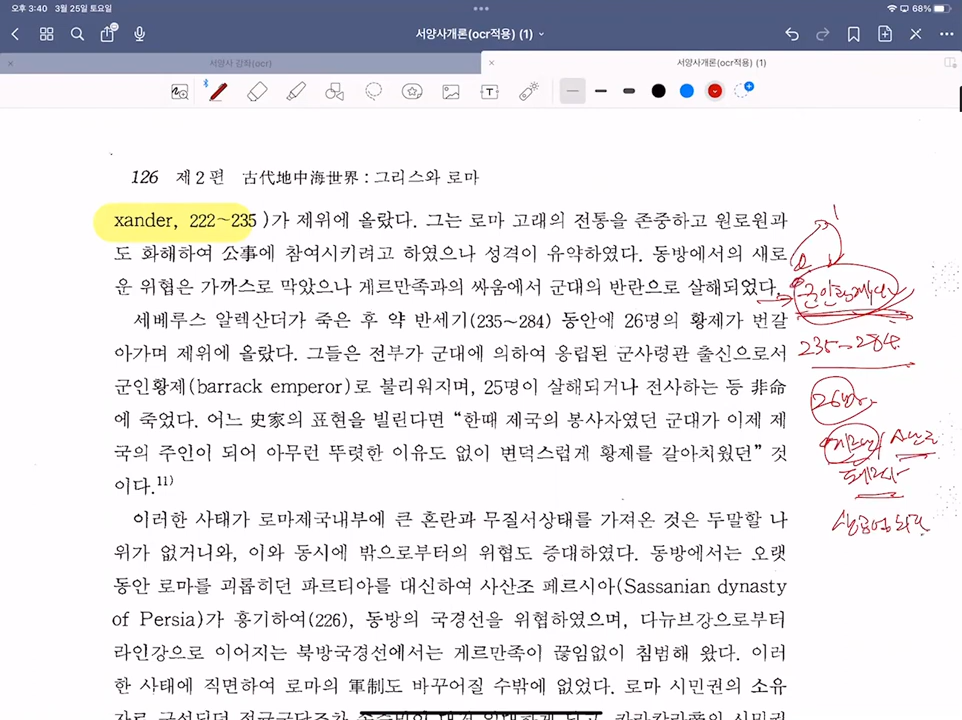 오후 3:40 3월 25일 토요일
68%
서양사개론(ocr적용) (1)
서양사 강좌(ocr)
서양사개론(ocr적용) (1)
126 제2편 古代地中海世界 : 그리스와 로마
xander, 222~235)가 제위에 올랐다. 그는 로마 고래의 전통을 존중하고 원로원과
도 화해하여 公事에 참여시키려고 하였으나 성격이 유약하였다. 동방에서의 새로
운 위협은 가까스로 막았으나 게르만족과의 싸움에서 군대의 반란으로 살해되었다.
군인황제시대
세베루스 알렉산더가 죽은 후 약 반세기(235~284) 동안에 26명의 황제가 번갈
아가며 제위에 올랐다. 그들은 전부가 군대에 의하여 옹립된 군사령관 출신으로서
235-284
군인황제(barrack emperor)로 불리워지며, 25명이 살해되거나 전사하는 등 非命
에 죽었다. 어느 史家의 표현을 빌린다면 “한때 제국의 봉사자였던 군대가 이제 제
26명
국의 주인이 되어 아무런 뚜렷한 이유도 없이 변덕스럽게 황제를 갈아치웠던” 것
게르만/사산조
이다.11)
페르시아
이러한 사태가 로마제국내부에 큰 혼란과 무질서상태를 가져온 것은 두말할 나
위가 없거니와, 이와 동시에 밖으로부터의 위협도 증대하였다. 동방에서는 오랫
동안 로마를 괴롭히던 파르티아를 대신하여 사산조 페르시아(Sassanian dynasty
of Persia)가 흥기하여(226), 동방의 국경선을 위협하였으며, 다뉴브강으로부터
라인강으로 이어지는 북방국경선에서는 게르만족이 끊임없이 침범해 왔다. 이러
한 사태에 직면하여 로마의 軍制도 바꾸어질 수밖에 없었다. 로마 시민권의 소유